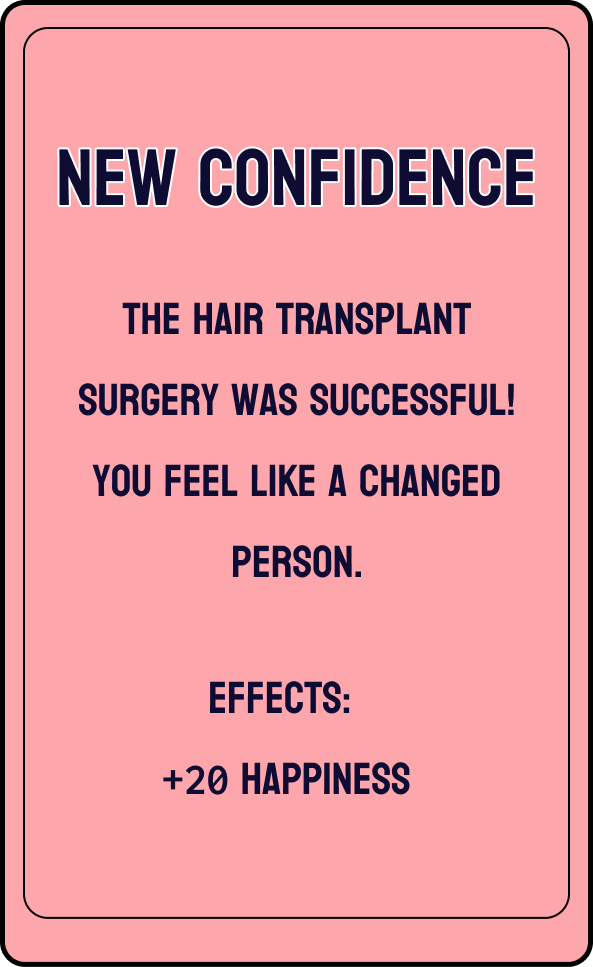 NEW CONFIDENCE
THE HAIR TRANSPLANT
SURGERY WAS SUCCESSFUL!
YOU FEEL LIKE A CHANGED
PERSON.
EFFECTS:
+20 HAPPINESS